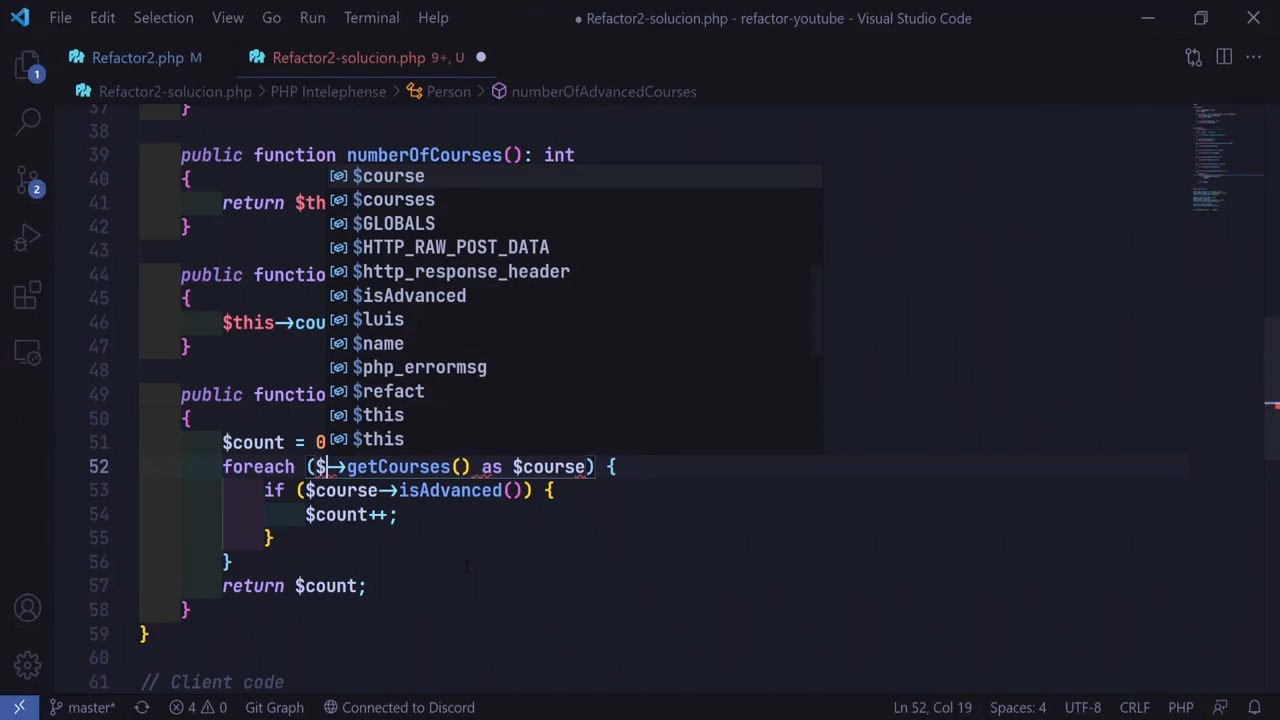 File Edit Selection View Go Run Terminal Help
● Refactor2-solucion.php - refactor-youtube - Visual Studio Code
Refactor2.php M
Refactor2-solucion.php 9+, U
Refactor2-solucion.php > PHP Intelephense > Person > numberOfAdvancedCourses
37 }
38
39 public function numberOfCourses(): int
40 {
41 return $th
42 }
43
44 public functio
45 {
46 $this->cou
47 }
48
49 public function
50 {
51 $count = 0
52 foreach ($->getCourses() as $course) {
53 if ($course->isAdvanced()) {
54 $count++;
55 }
56 }
57 return $count;
58 }
59 }
60
61 // Client code
$course
$courses
$GLOBALS
$HTTP_RAW_POST_DATA
$http_response_header
$isAdvanced
$luis
$name
$php_errormsg
$refact
$this
$this
1
2
master* 4 0 Git Graph Connected to Discord
Ln 52, Col 19 Spaces: 4 UTF-8 CRLF PHP